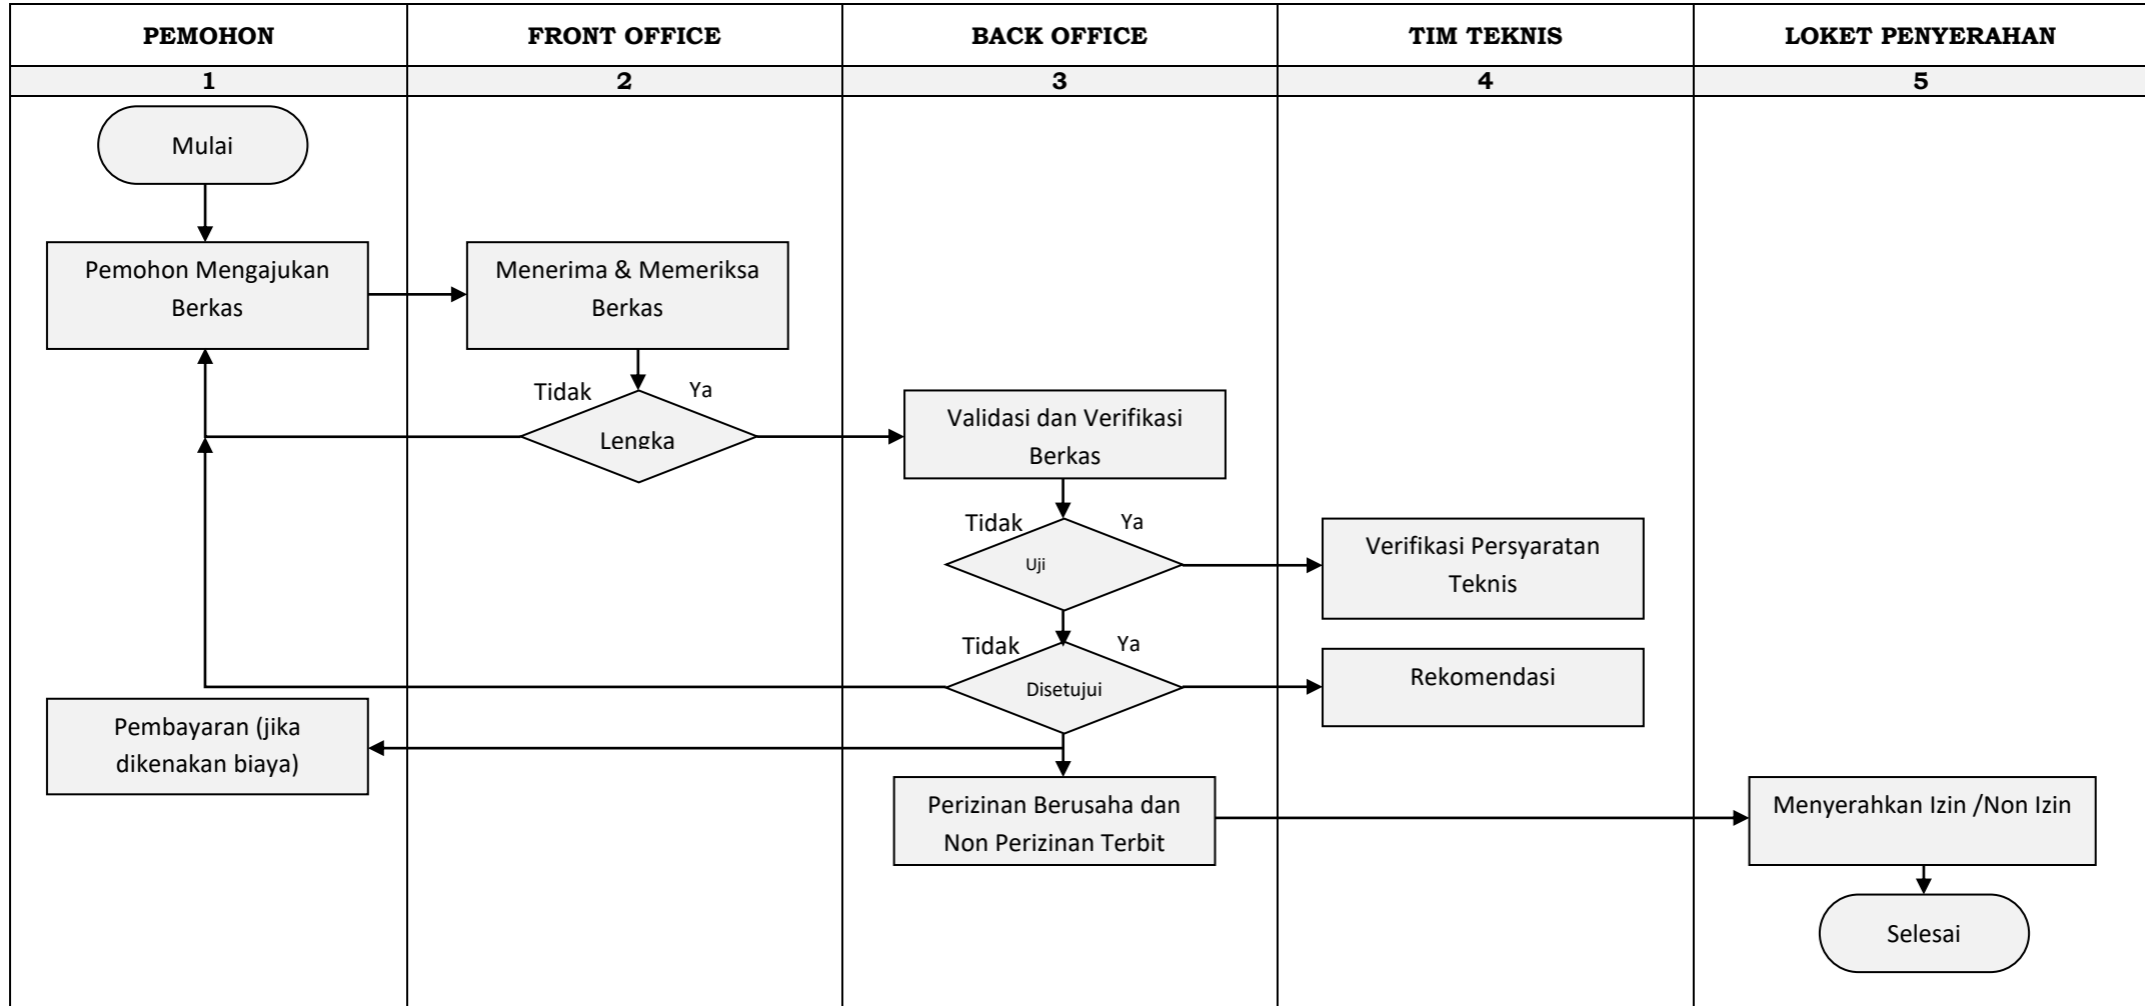 PEMOHON
FRONT OFFICE
BACK OFFICE
TIM TEKNIS
LOKET PENYERAHAN
1
2
3
4
5
Mulai
Pemohon Mengajukan
Berkas
Menerima & Memeriksa
Berkas
Tidak
Ya
Lengka
Validasi dan Verifikasi
Berkas
Tidak
Ya
Uji
Verifikasi Persyaratan
Teknis
Tidak
Ya
Disetujui
Rekomendasi
Pembayaran (jika
dikenakan biaya)
Perizinan Berusaha dan
Non Perizinan Terbit
Menyerahkan Izin /Non Izin
Selesai